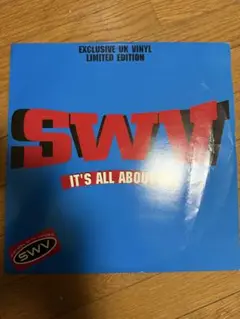 EXCLUSIVE UK VINYL
LIMITED EDITION
SWV
IT'S ALL ABOU
SWV